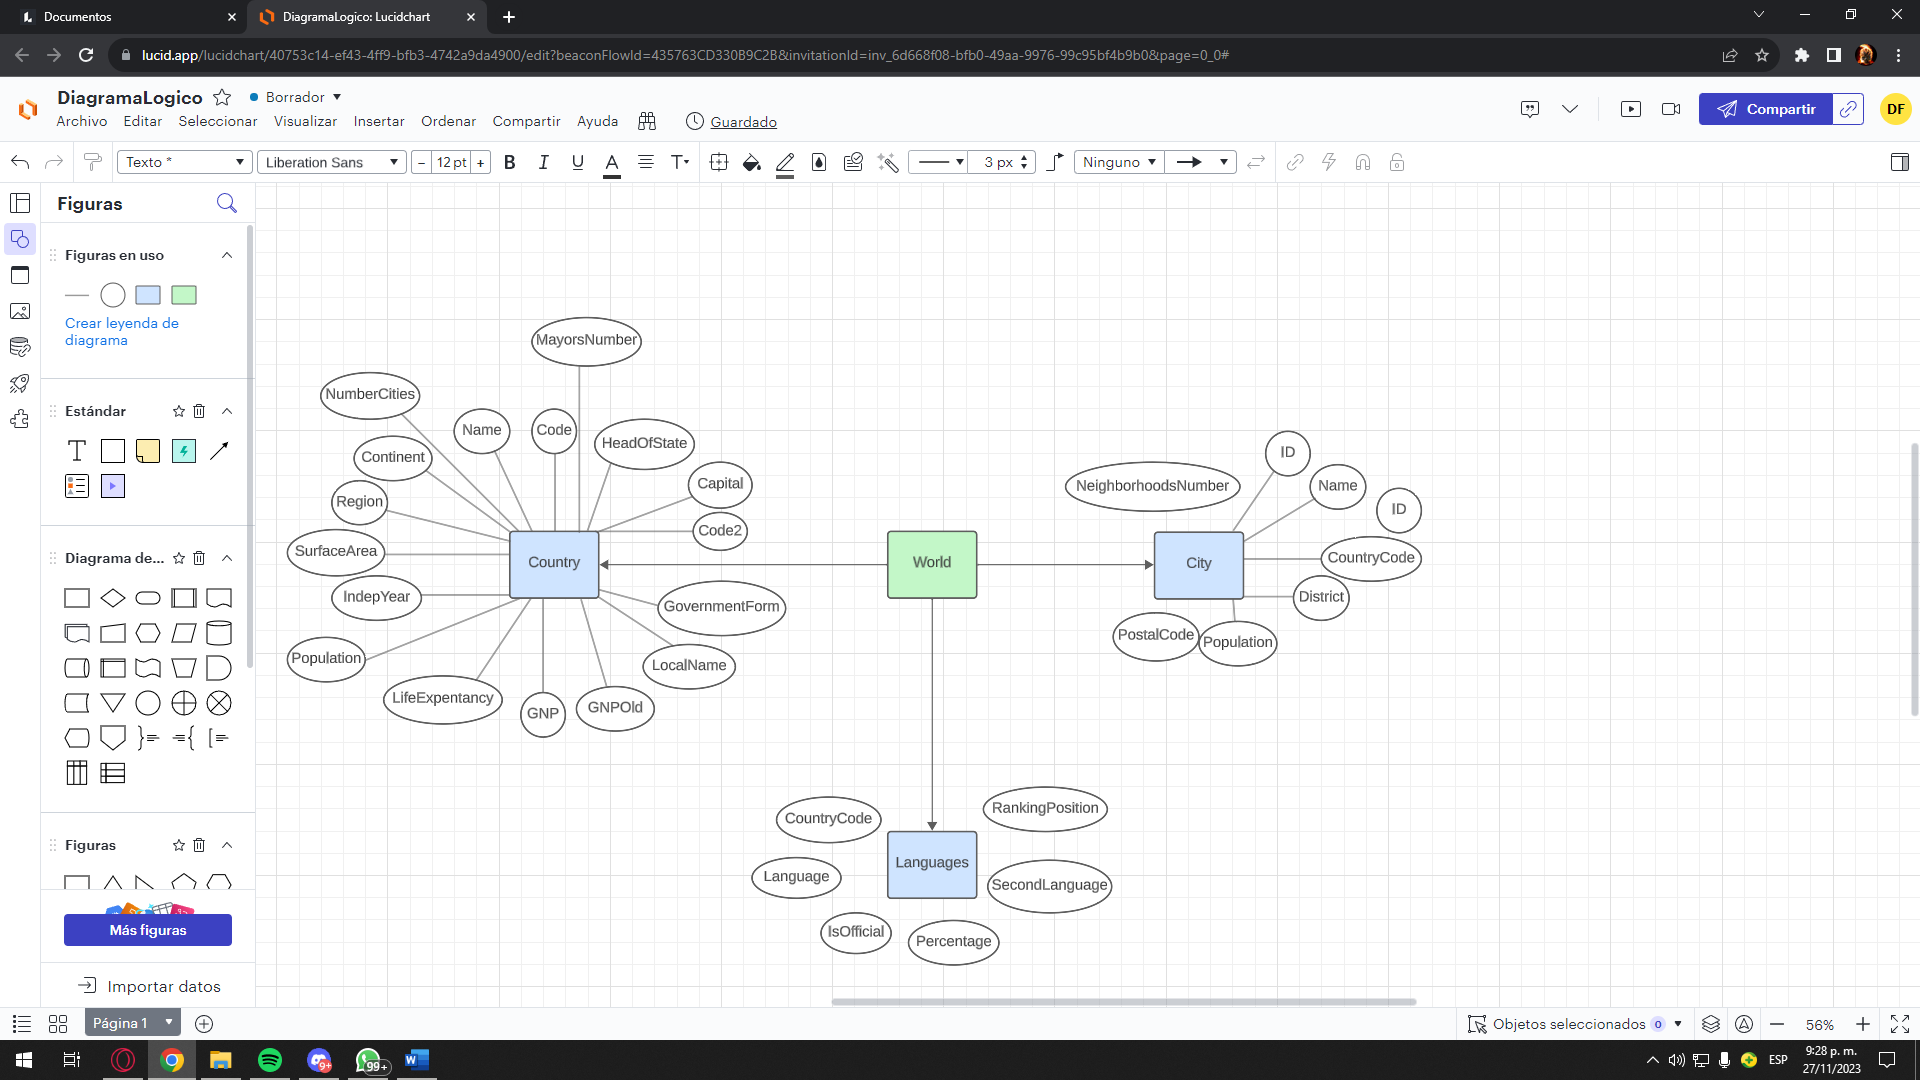 Documentos
DiagramaLogico: Lucidchart
lucid.app/lucidchart/40753c14-ef43-4ff9-bfb3-4742a9da4900/edit?beaconFlowId=435763CD330B9C2B&invitationId=inv_6d668f08-bfb0-49aa-9976-99c95bf4b9b0&page=0_0#
DiagramaLogico
Borrador
Archivo Editar Seleccionar Visualizar Insertar Ordenar Compartir Ayuda
Guardado
Compartir
DF
Texto *
Liberation Sans
− 12 pt +
B I U A T
3 px
Ninguno
Figuras
Figuras en uso
Crear leyenda de
diagrama
Estándar
T
Diagrama de...
Figuras
Más figuras
Importar datos
MayorsNumber
NumberCities
Name
Code
HeadOfState
Continent
Capital
Region
Code2
SurfaceArea
Country
IndepYear
GovernmentForm
Population
LocalName
LifeExpentancy
GNP
GNPOld
World
ID
NeighborhoodsNumber
Name
ID
City
CountryCode
District
PostalCode
Population
RankingPosition
CountryCode
Languages
Language
SecondLanguage
IsOfficial
Percentage
Página 1
Objetos seleccionados 0
56%
9+
99+
W
ESP
9:28 p. m.
27/11/2023